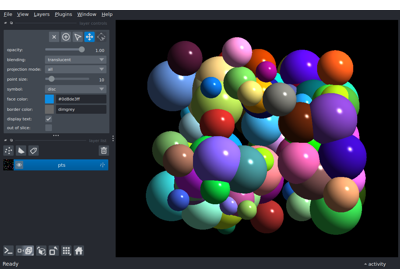 File View Layers Plugins Window Help
opacity: 1.00
blending: translucent
projection mode: all
point size: 10
symbol: disc
face color: 
border color: dimgrey
display text:
out of slice:
pts
Ready activity